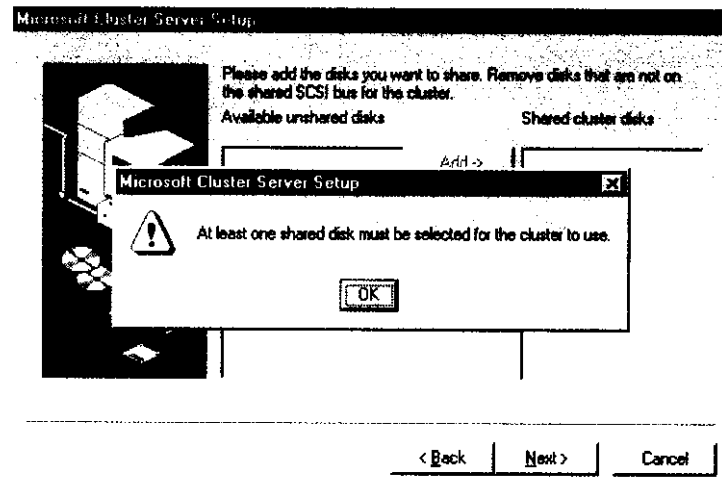 Microsoft Cluster Server Setup
Please add the disks you want to share. Remove disks that are not on
the shared SCSI bus for the cluster.
Available unshared disks
Shared cluster disks
Add ->
Microsoft Cluster Server Setup
At least one shared disk must be selected for the cluster to use.
OK
< Back
Next >
Cancel